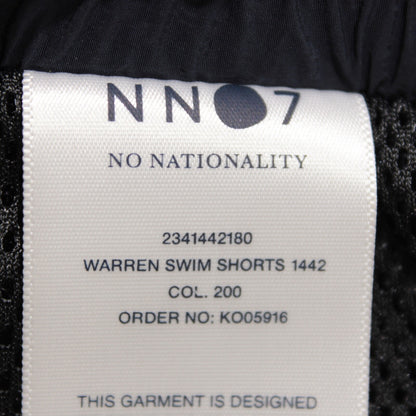 NN07
NO NATIONALITY
2341442180
WARREN SWIM SHORTS 1442
COL. 200
ORDER NO: KO05916
THIS GARMENT IS DESIGNED